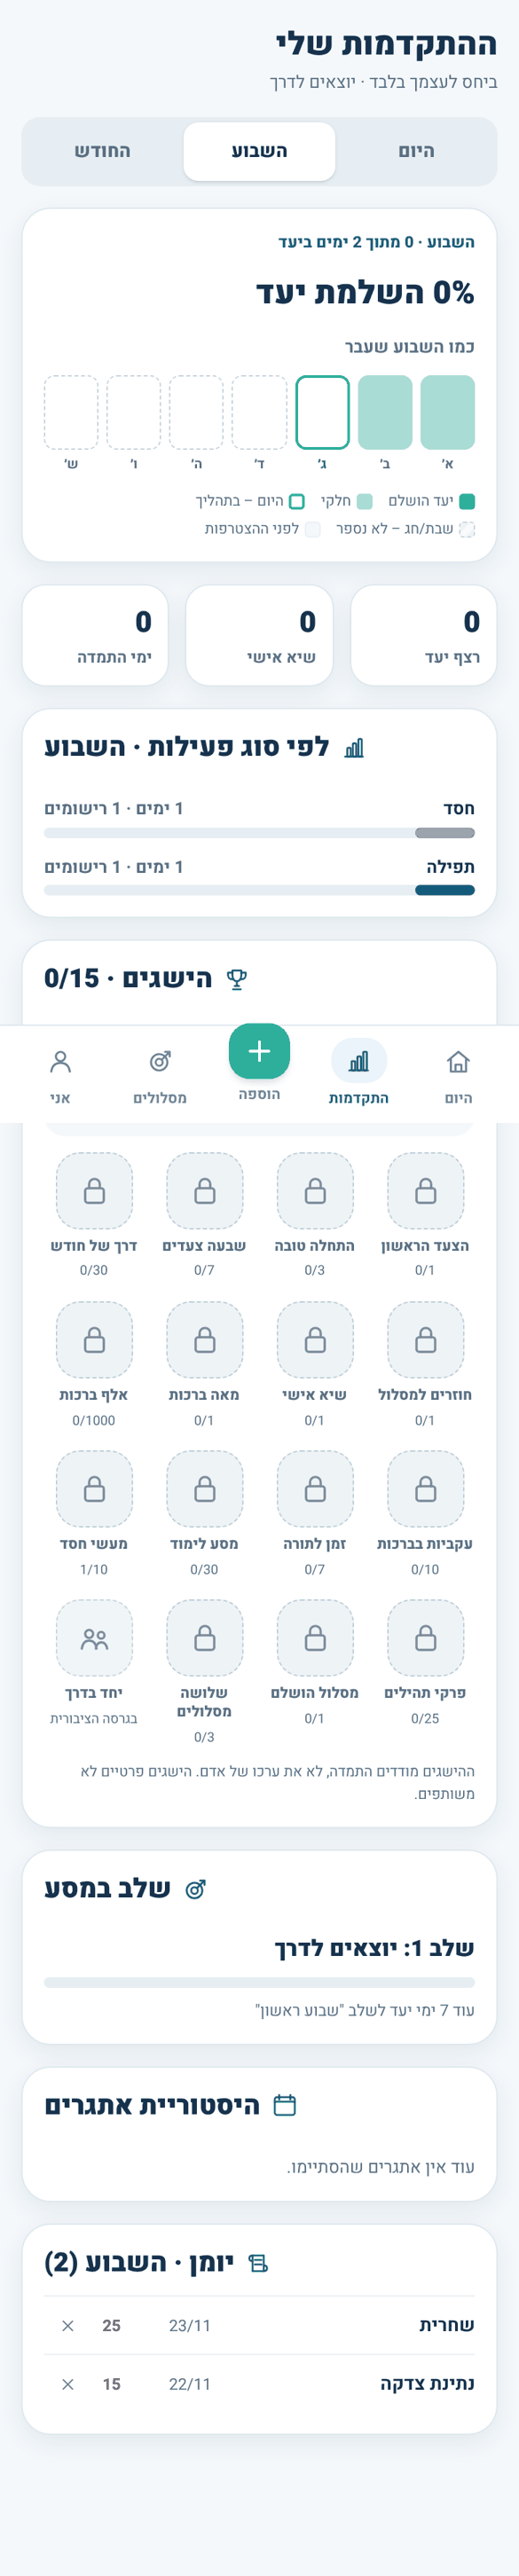 ההתקדמות שלי
ביחס לעצמך בלבד · יוצאים לדרך
היום
השבוע
החודש
השבוע · 0 מתוך 2 ימים ביעד
0% השלמת יעד
כמו השבוע שעבר
א׳ ב׳ ג׳ ד׳ ה׳ ו׳ ש׳
יעד הושלם חלקי היום – בתהליך
שבת/חג – לא נספר לפני ההצטרפות
0 0 0
רצף יעד שיא אישי ימי התמדה
לפי סוג פעילות · השבוע
חסד 1 ימים · 1 רישומים
תפילה 1 ימים · 1 רישומים
הישגים · 0/15
היום התקדמות הוספה מסלולים אני
הצעד הראשון התחלה טובה שבעה צעדים דרך של חודש
0/1 0/3 0/7 0/30
חוזרים למסלול שיא אישי מאה ברכות אלף ברכות
0/1 0/1 0/1 0/1000
עקביות בברכות זמן לתורה מסע לימוד מעשי חסד
0/10 0/7 0/30 1/10
פרקי תהילים מסלול הושלם שלושה יחד בדרך
מסלולים
0/25 0/1 0/3 בגרסה הציבורית
ההישגים מודדים התמדה, לא את ערכו של אדם. הישגים פרטיים לא
משותפים.
שלב במסע
שלב 1: יוצאים לדרך
עוד 7 ימי יעד לשלב "שבוע ראשון"
היסטוריית אתגרים
עוד אין אתגרים שהסתיימו.
יומן · השבוע (2)
שחרית 23/11 25
נתינת צדקה 22/11 15